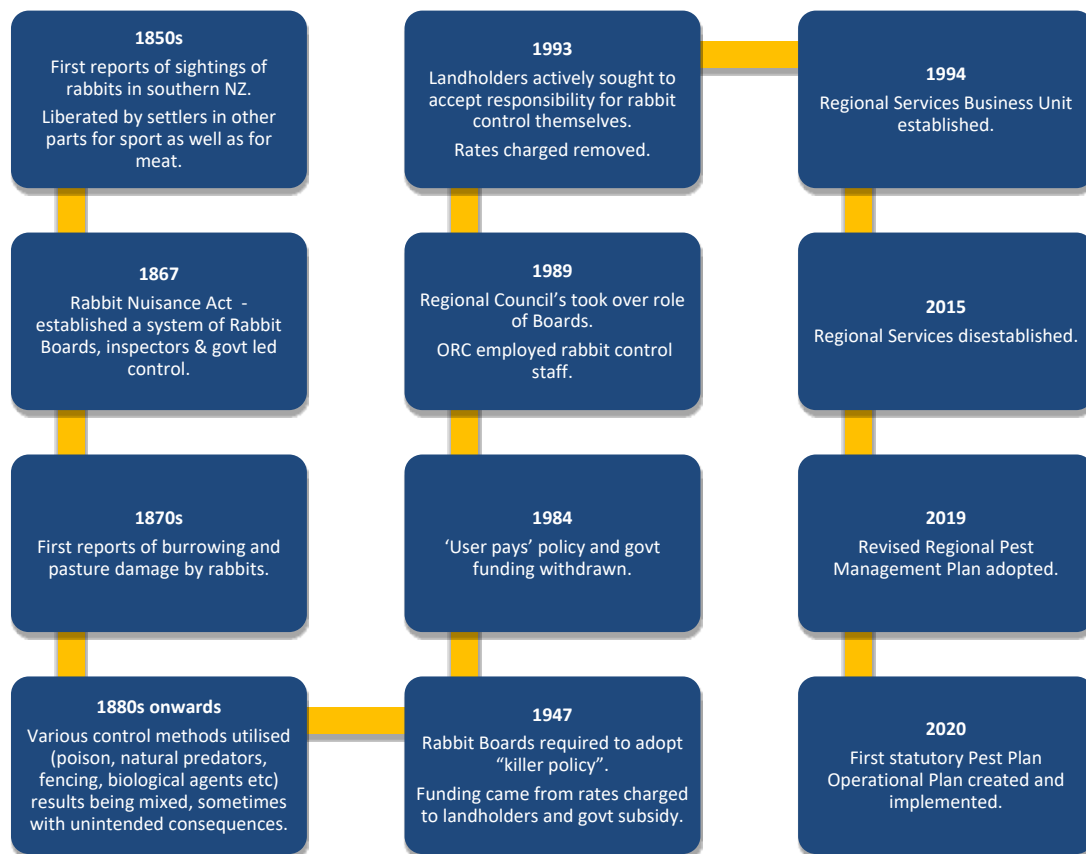 1850s
First reports of sightings of
rabbits in southern NZ.
Liberated by settlers in other
parts for sport as well as for
meat.
1867
Rabbit Nuisance Act  -
established a system of Rabbit
Boards, inspectors & govt led
control.
1870s
First reports of burrowing and
pasture damage by rabbits.
1880s onwards
Various control methods utilised
(poison, natural predators,
fencing, biological agents etc)
results being mixed, sometimes
with unintended consequences.
1947
Rabbit Boards required to adopt
“killer policy”.
Funding came from rates charged
to landholders and govt subsidy.
1984
‘User pays’ policy and govt
funding withdrawn.
1989
Regional Council’s took over role
of Boards.
ORC employed rabbit control
staff.
1993
Landholders actively sought to
accept responsibility for rabbit
control themselves.
Rates charged removed.
1994
Regional Services Business Unit
established.
2015
Regional Services disestablished.
2019
Revised Regional Pest
Management Plan adopted.
2020
First statutory Pest Plan
Operational Plan created and
implemented.